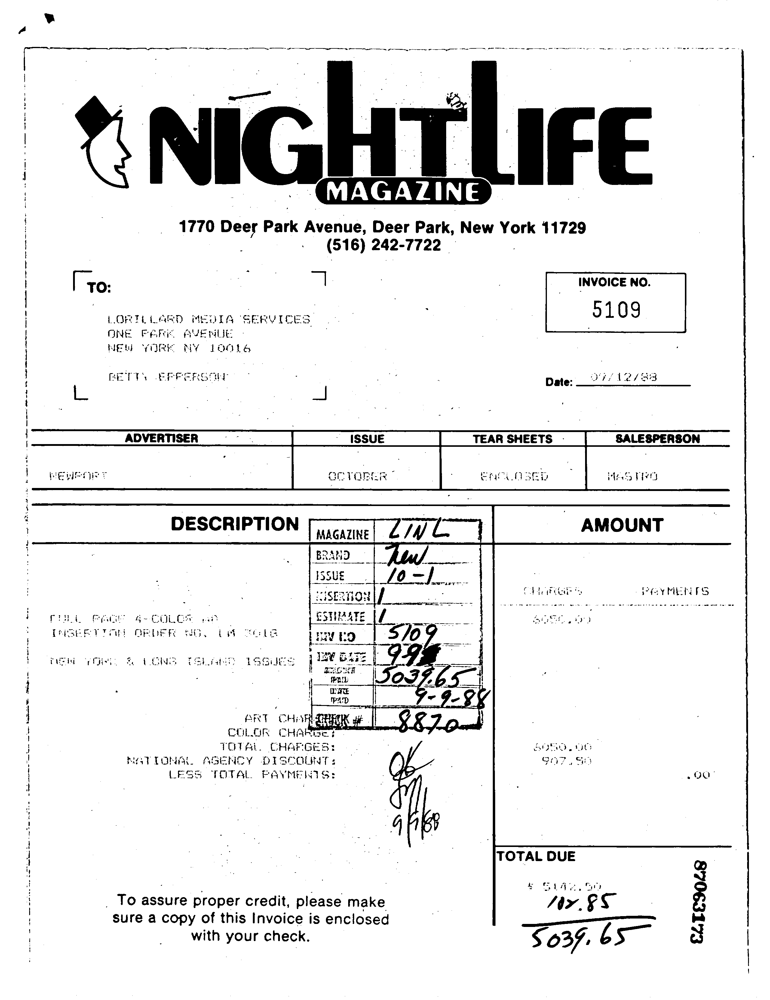 NIGHTLIFE
MAGAZINE
1770 Deer Park Avenue, Deer Park, New York 11729
(516) 242-7722
TO:
LORILLARD MEDIA SERVICES
ONE PARK AVENUE
NEW YORK NY 10016
BETTY EPPERSON
INVOICE NO.
5109
Date: 09/12/88
ADVERTISER ISSUE TEAR SHEETS SALESPERSON
NEWPORT OCTOBER ENCLOSED MASTRO
DESCRIPTION AMOUNT
MAGAZINE LINL
BRAND New
ISSUE 10-1
INSERTION 1
ESTIMATE 1
INV NO 5109
INV DATE
AMOUNT PAID 5039.65
DATE PAID 9-9-88
CHECK # 8870
CHARGES PAYMENTS
FULL PAGE 4-COLOR AD 6050.00
INSERTION ORDER NO. LM 3018
NEW YORK & LONG ISLAND ISSUES
ART CHAR
COLOR CHARGE:
TOTAL CHARGES: 6050.00
NATIONAL AGENCY DISCOUNT: 907.50
LESS TOTAL PAYMENTS: .00
OK
9/9/88
TOTAL DUE
$ 5142.50
102.85
5039.65
To assure proper credit, please make
sure a copy of this Invoice is enclosed
with your check.
87063173